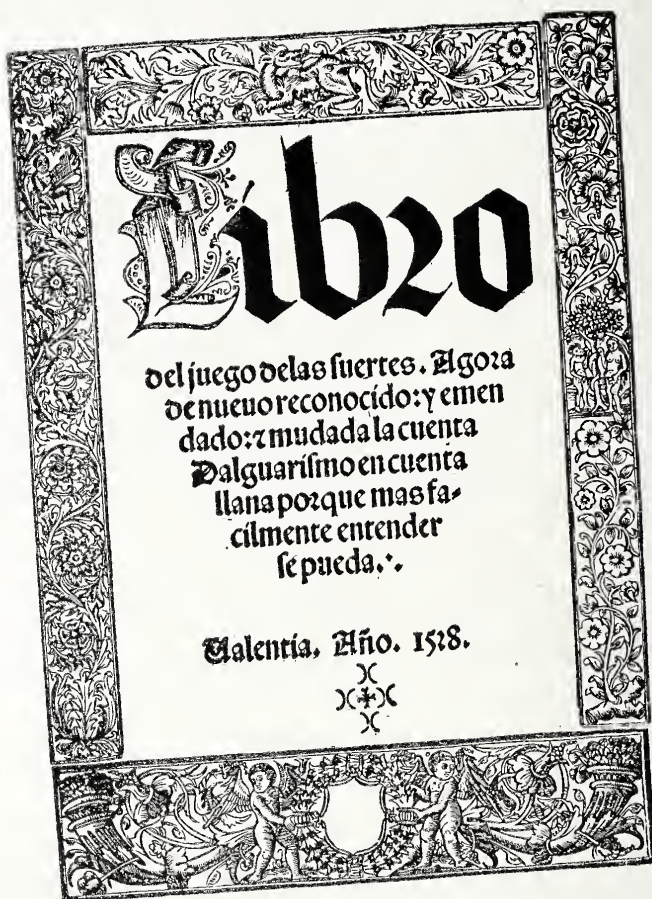 Libro
del juego delas suertes. Agora
de nueuo reconocido: y emen
dado: ⁊ mudada la cuenta
Dalguarismo en cuenta
llana porque mas fa⸗
cilmente entender
se pueda.
Ualentia. Año. 1528.